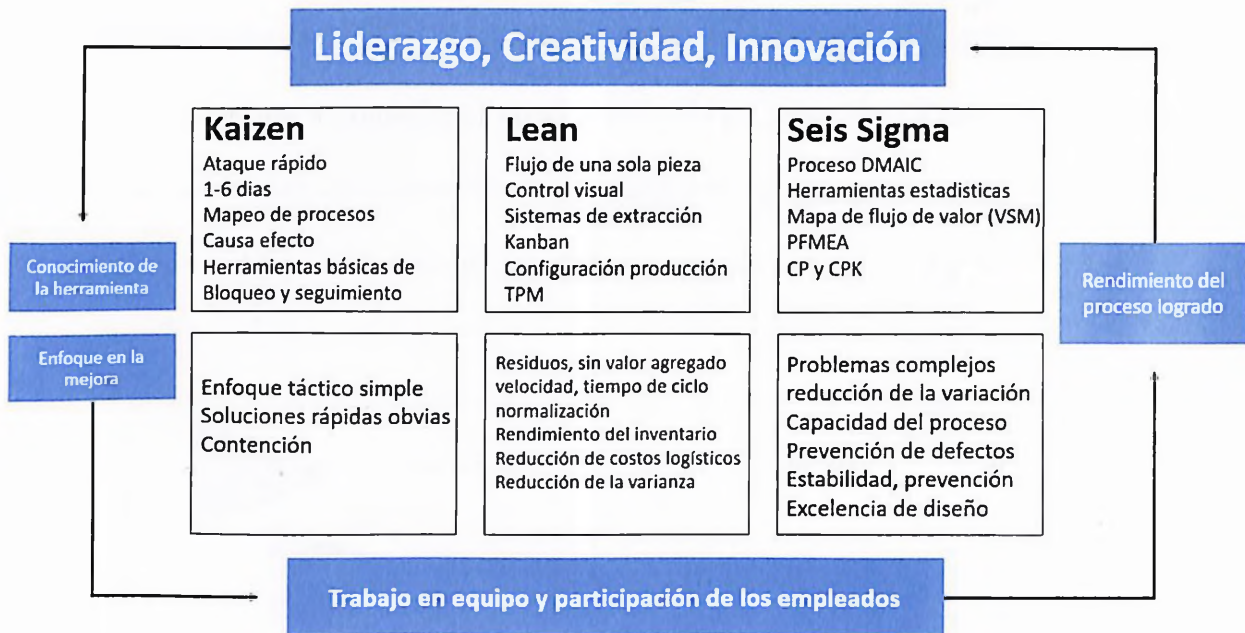 Liderazgo, Creatividad, Innovación
Kaizen
Ataque rápido
1-6 dias
Mapeo de procesos
Causa efecto
Herramientas básicas de
Bloqueo y seguimiento
Lean
Flujo de una sola pieza
Control visual
Sistemas de extracción
Kanban
Configuración producción
TPM
Seis Sigma
Proceso DMAIC
Herramientas estadisticas
Mapa de flujo de valor (VSM)
PFMEA
CP y CPK
Conocimiento de
la herramienta
Enfoque en la
mejora
Enfoque táctico simple
Soluciones rápidas obvias
Contención
Residuos, sin valor agregado
velocidad, tiempo de ciclo
normalización
Rendimiento del inventario
Reducción de costos logísticos
Reducción de la varianza
Problemas complejos
reducción de la variación
Capacidad del proceso
Prevención de defectos
Estabilidad, prevención
Excelencia de diseño
Rendimiento del
proceso logrado
Trabajo en equipo y participación de los empleados